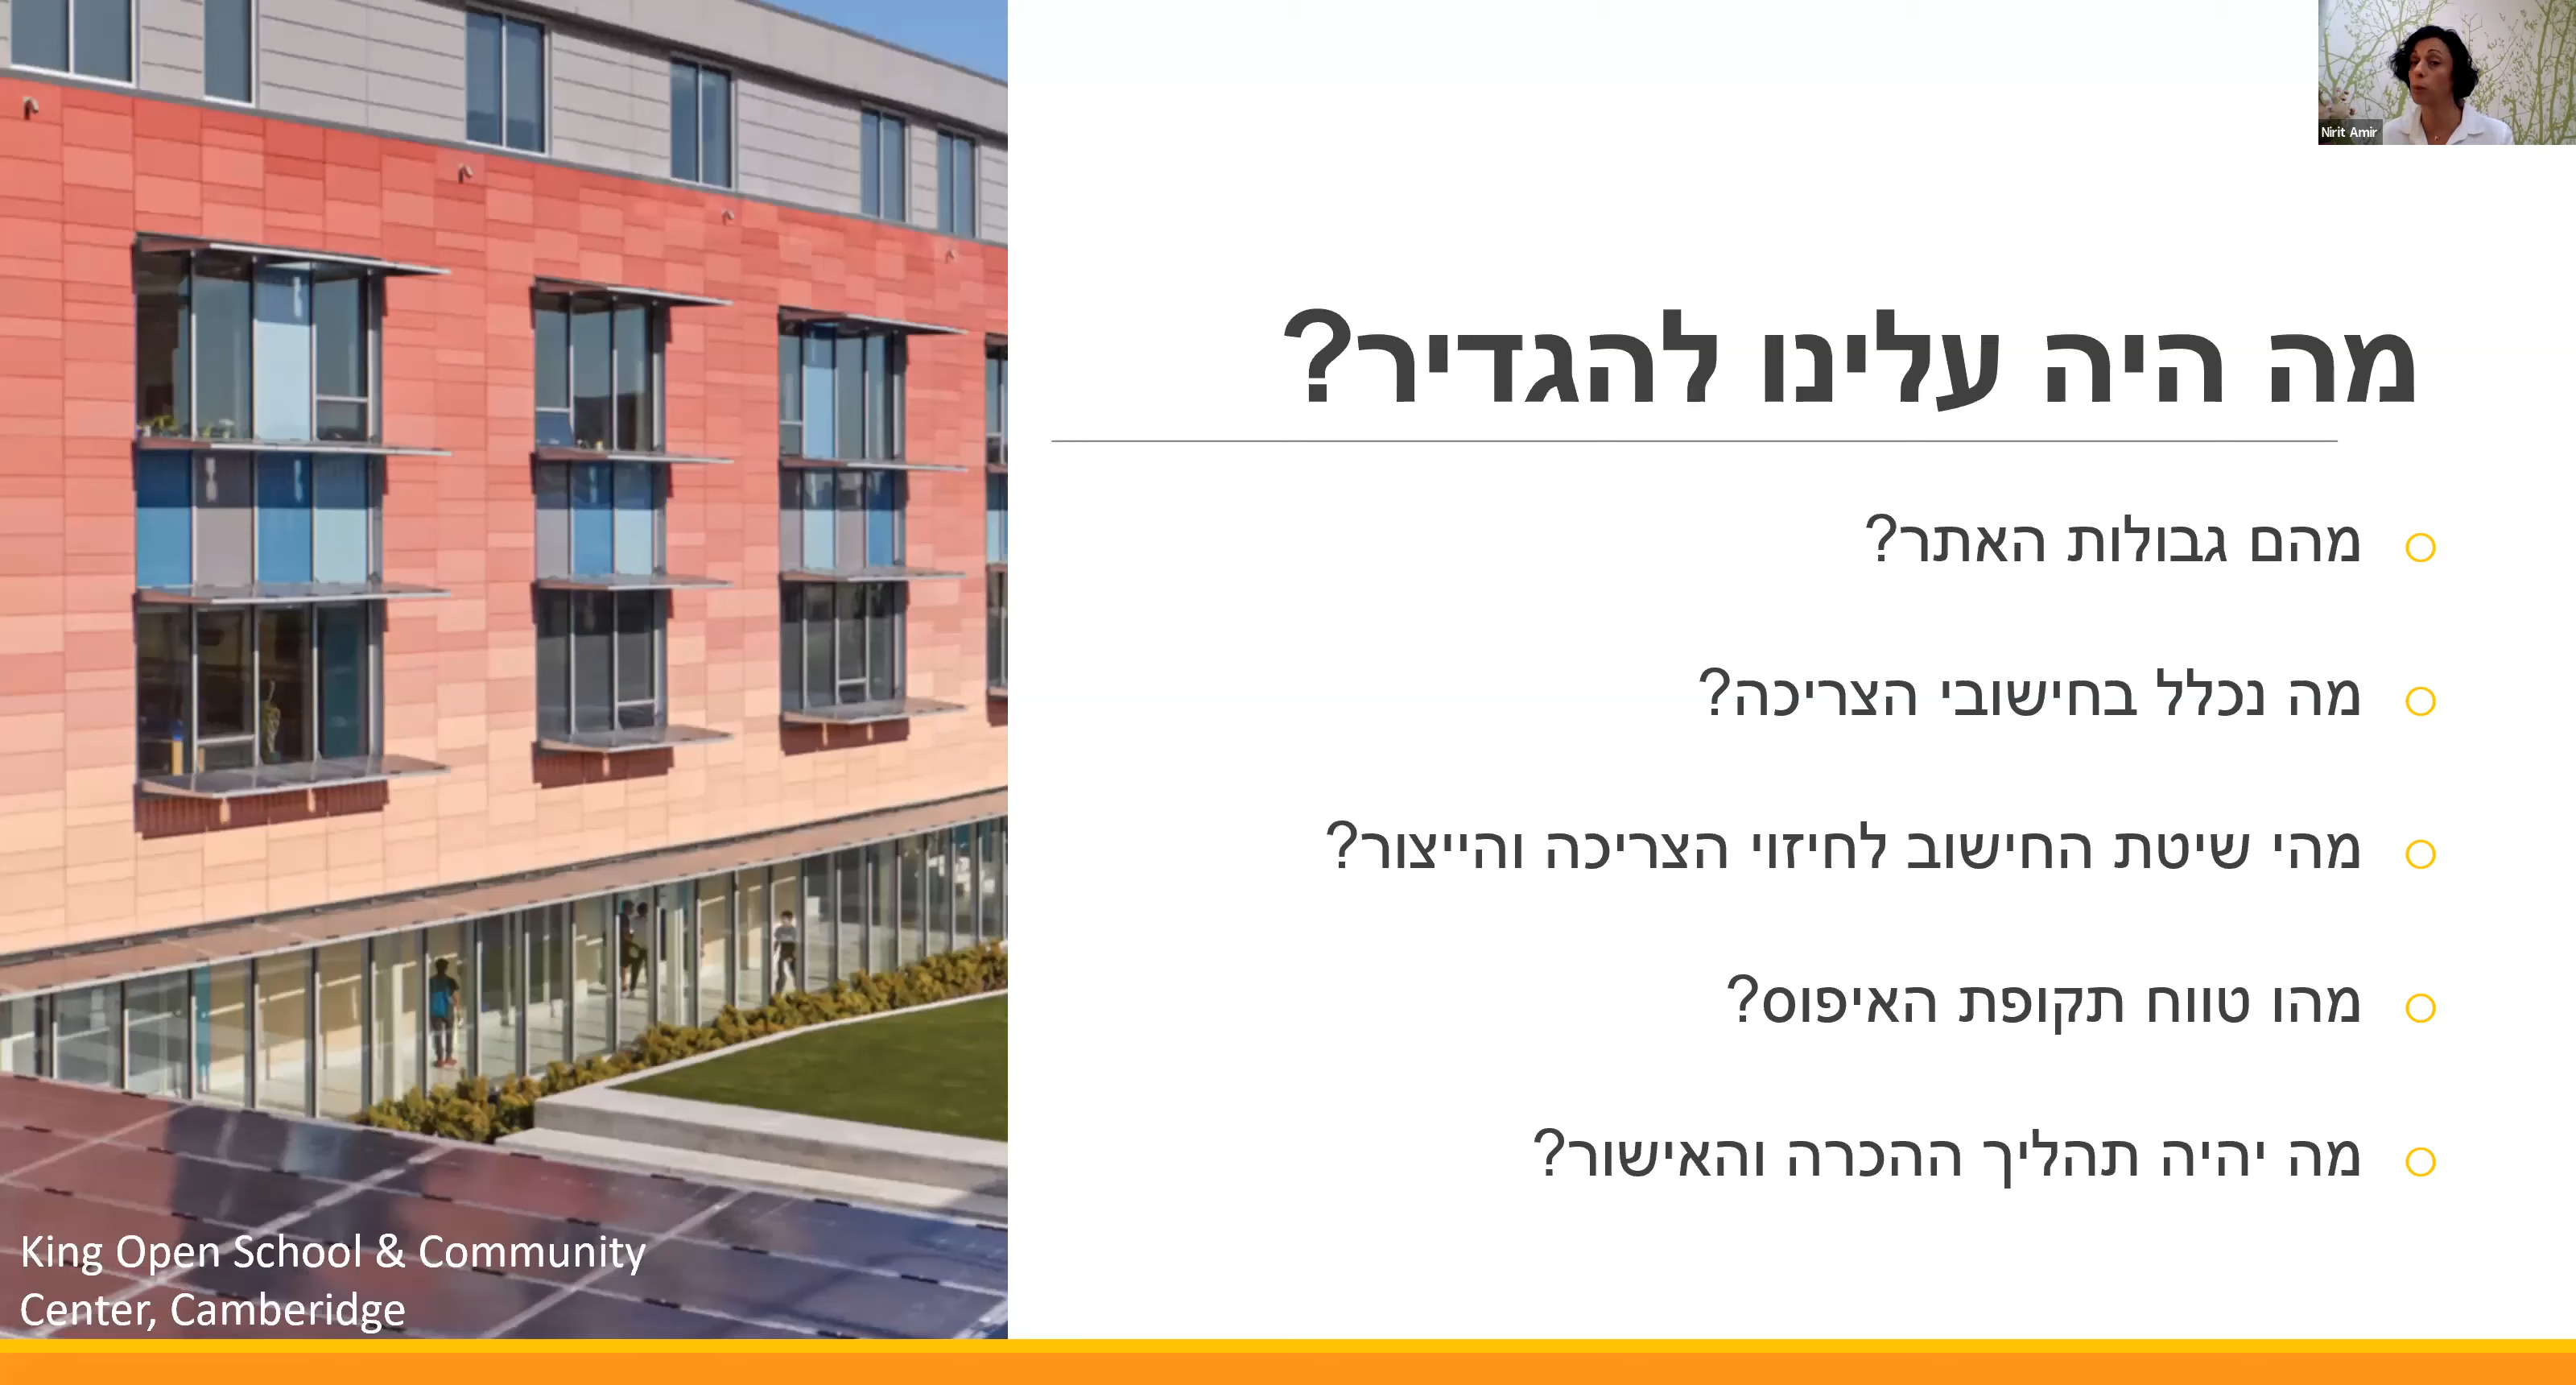 Nirit Amir
מה היה עלינו להגדיר?
מהם גבולות האתר?
מה נכלל בחישובי הצריכה?
מהי שיטת החישוב לחיזוי הצריכה והייצור?
מהו טווח תקופת האיפוס?
מה יהיה תהליך ההכרה והאישור?
King Open School & Community
Center, Camberidge